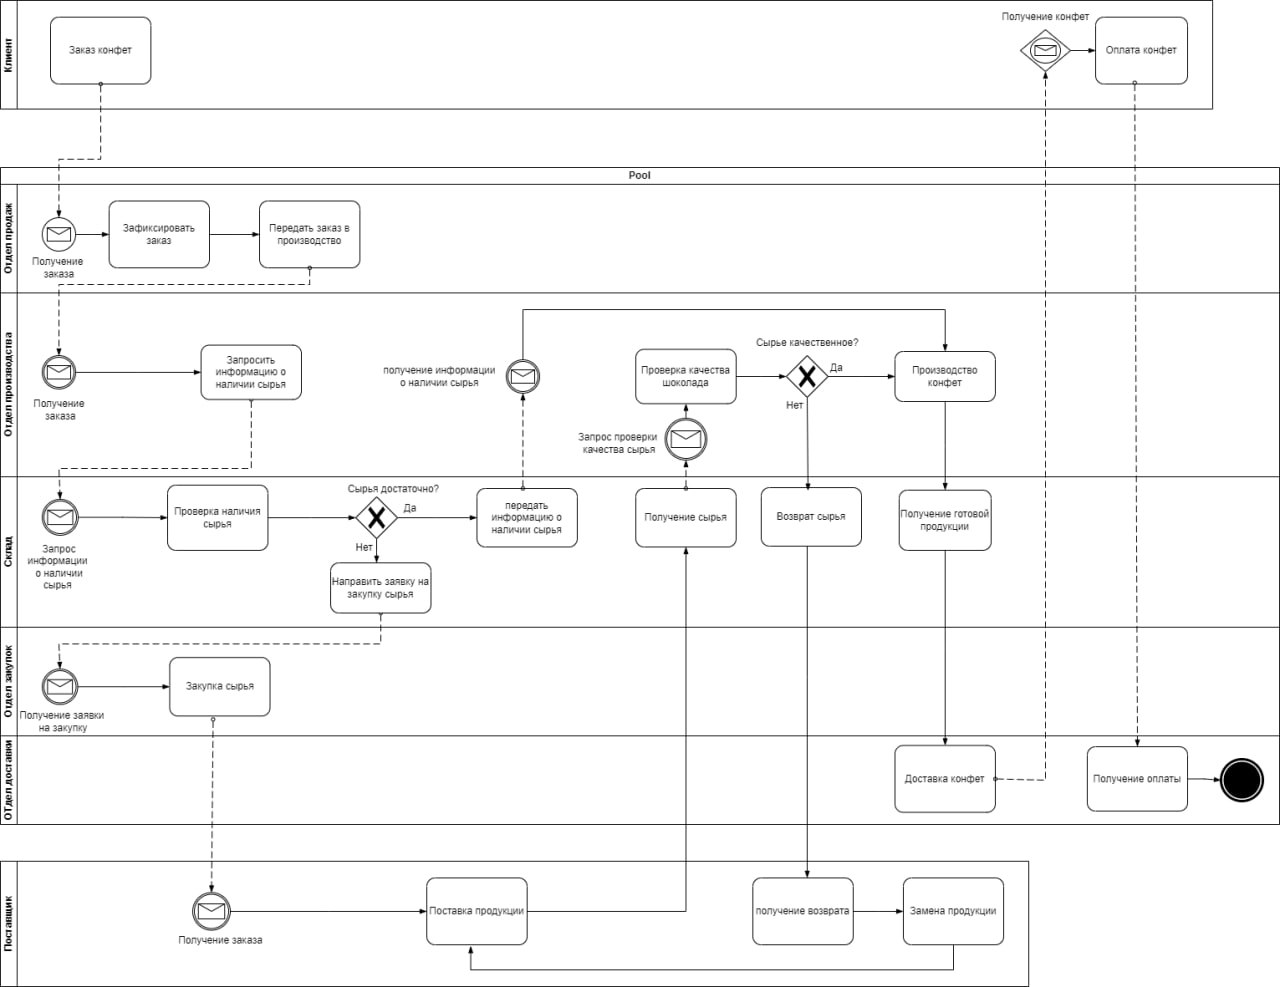 Клиент
Заказ конфет
Получение конфет
Оплата конфет
Pool
Отдел продаж
Получение
заказа
Зафиксировать
заказ
Передать заказ в
производство
Отдел производства
Получение
заказа
Запросить
информацию о
наличии сырья
получение информации
о наличии сырья
Проверка качества
шоколада
Запрос проверки
качества сырья
Сырье качественное?
Да
Нет
Производство
конфет
Склад
Запрос
информации
о наличии
сырья
Проверка наличия
сырья
Сырья достаточно?
Да
Нет
Направить заявку на
закупку сырья
передать
информацию о
наличии сырья
Получение сырья
Возврат сырья
Получение готовой
продукции
Отдел закупок
Получение заявки
на закупку
Закупка сырья
ОТдел доставки
Доставка конфет
Получение оплаты
Поставщик
Получение заказа
Поставка продукции
получение возврата
Замена продукции